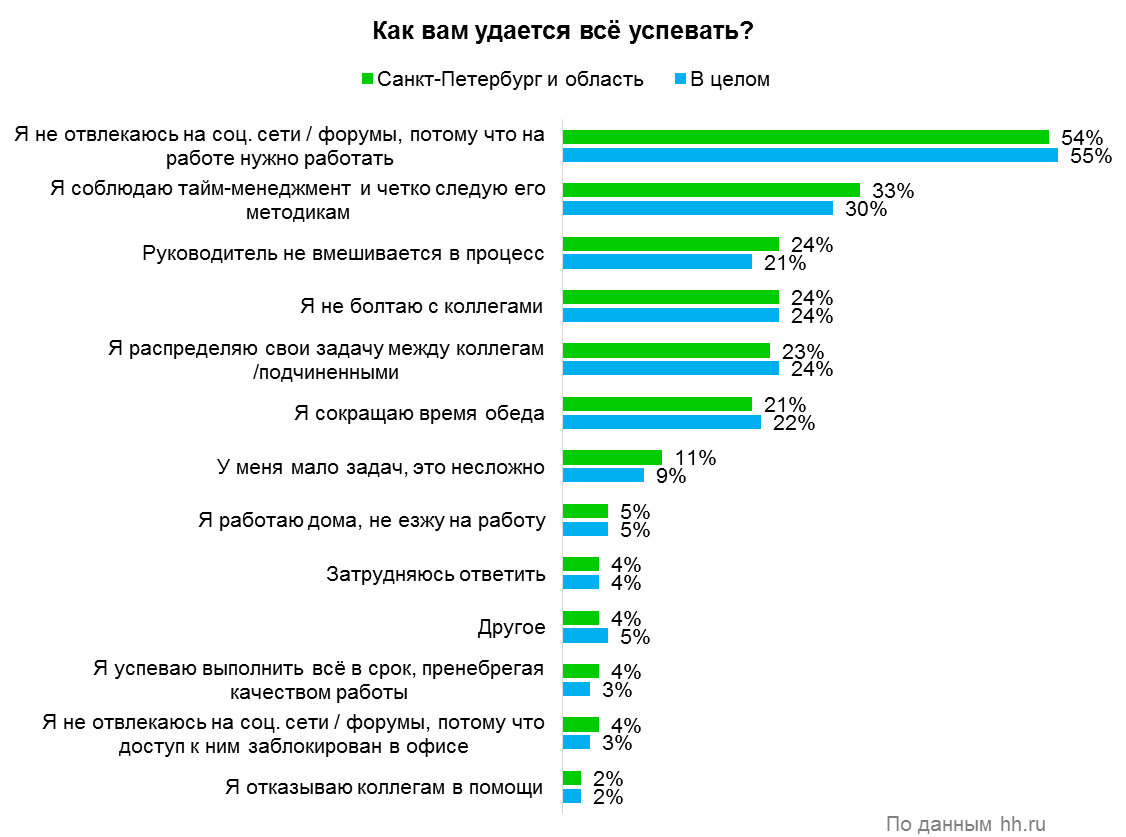 Как вам удается всё успевать?
Санкт-Петербург и область
В целом
Я не отвлекаюсь на соц. сети / форумы, потому что на
работе нужно работать
54%
55%
Я соблюдаю тайм-менеджмент и четко следую его
методикам
33%
30%
Руководитель не вмешивается в процесс
24%
21%
Я не болтаю с коллегами
24%
24%
Я распределяю свои задачу между коллегам
/подчиненными
23%
24%
Я сокращаю время обеда
21%
22%
У меня мало задач, это несложно
11%
9%
Я работаю дома, не езжу на работу
5%
5%
Затрудняюсь ответить
4%
4%
Другое
4%
5%
Я успеваю выполнить всё в срок, пренебрегая
качеством работы
4%
3%
Я не отвлекаюсь на соц. сети / форумы, потому что
доступ к ним заблокирован в офисе
4%
3%
Я отказываю коллегам в помощи
2%
2%
По данным hh.ru